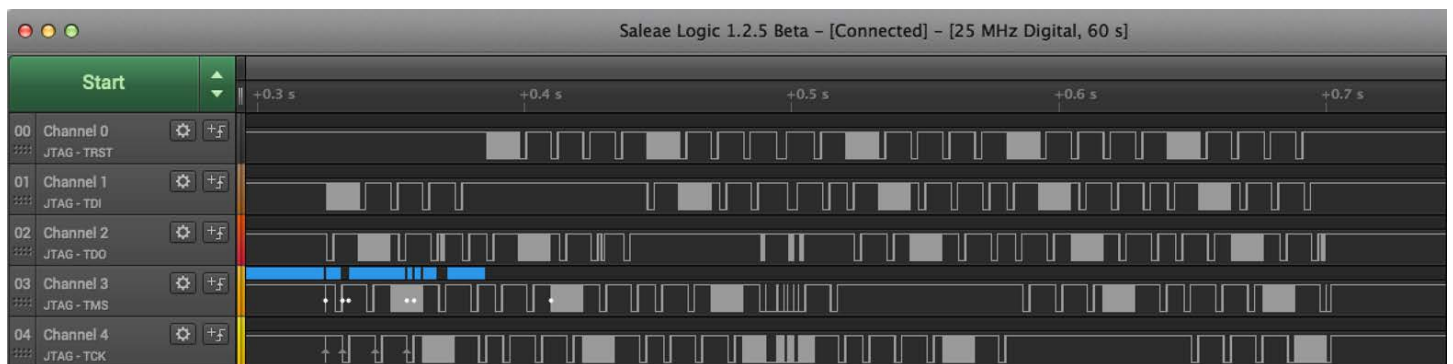 Saleae Logic 1.2.5 Beta – [Connected] – [25 MHz Digital, 60 s]
Start
+0.3 s +0.4 s +0.5 s +0.6 s +0.7 s
00 Channel 0
JTAG - TRST
01 Channel 1
JTAG - TDI
02 Channel 2
JTAG - TDO
03 Channel 3
JTAG - TMS
04 Channel 4
JTAG - TCK